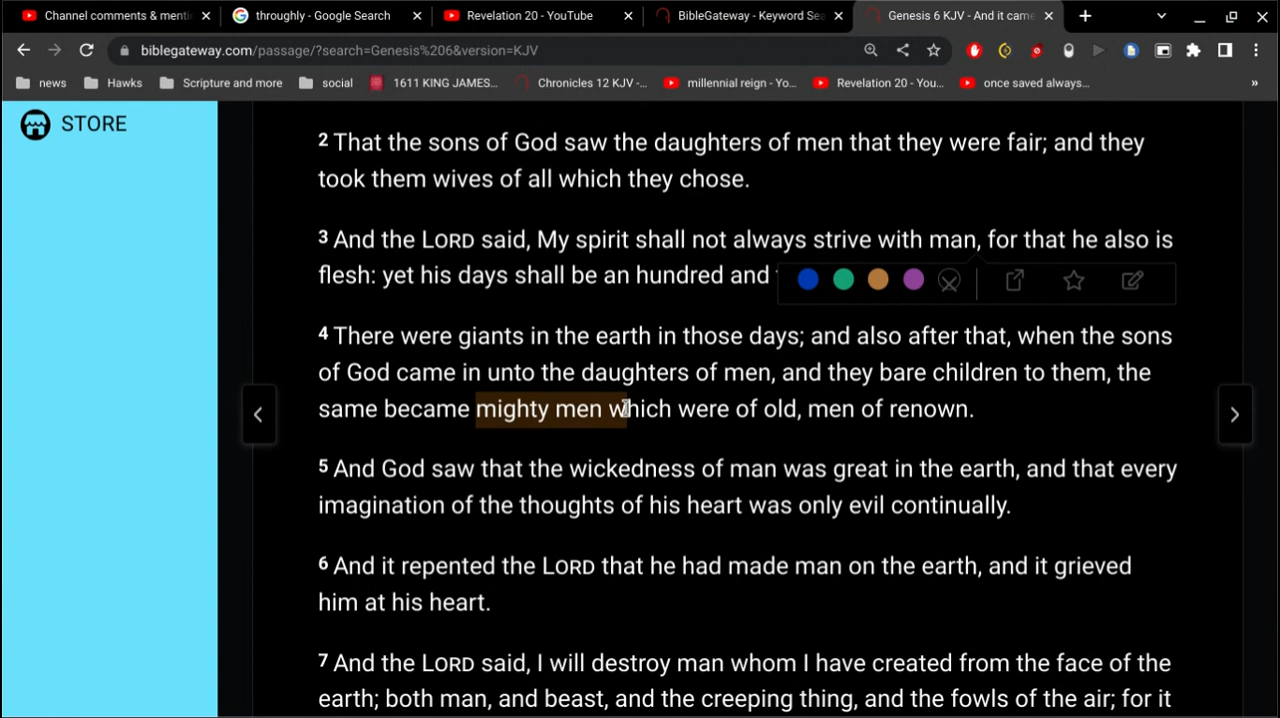 Channel comments & menti
throughly - Google Search
Revelation 20 - YouTube
BibleGateway - Keyword Sea
Genesis 6 KJV - And it came
biblegateway.com/passage/?search=Genesis%206&version=KJV
news
Hawks
Scripture and more
social
1611 KING JAMES...
Chronicles 12 KJV -...
millennial reign - Yo...
Revelation 20 - You...
once saved always...
»
STORE
2 That the sons of God saw the daughters of men that they were fair; and they
took them wives of all which they chose.
3 And the LORD said, My spirit shall not always strive with man, for that he also is
flesh: yet his days shall be an hundred and
4 There were giants in the earth in those days; and also after that, when the sons
of God came in unto the daughters of men, and they bare children to them, the
same became mighty men which were of old, men of renown.
5 And God saw that the wickedness of man was great in the earth, and that every
imagination of the thoughts of his heart was only evil continually.
6 And it repented the LORD that he had made man on the earth, and it grieved
him at his heart.
7 And the LORD said, I will destroy man whom I have created from the face of the
earth; both man, and beast, and the creeping thing, and the fowls of the air; for it